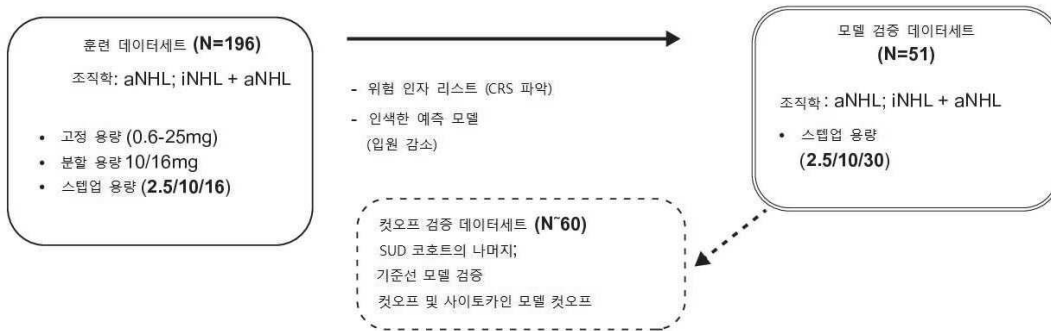 훈련 데이터세트 (N=196)
조직학: aNHL; iNHL + aNHL
• 고정 용량 (0.6-25mg)
• 분할 용량 10/16mg
• 스텝업 용량 (2.5/10/16)
- 위험 인자 리스트 (CRS 파악)
- 인색한 예측 모델
(입원 감소)
모델 검증 데이터세트
(N=51)
조직학: aNHL; iNHL + aNHL
• 스텝업 용량
(2.5/10/30)
컷오프 검증 데이터세트 (N~60)
SUD 코호트의 나머지;
기준선 모델 검증
컷오프 및 사이토카인 모델 컷오프